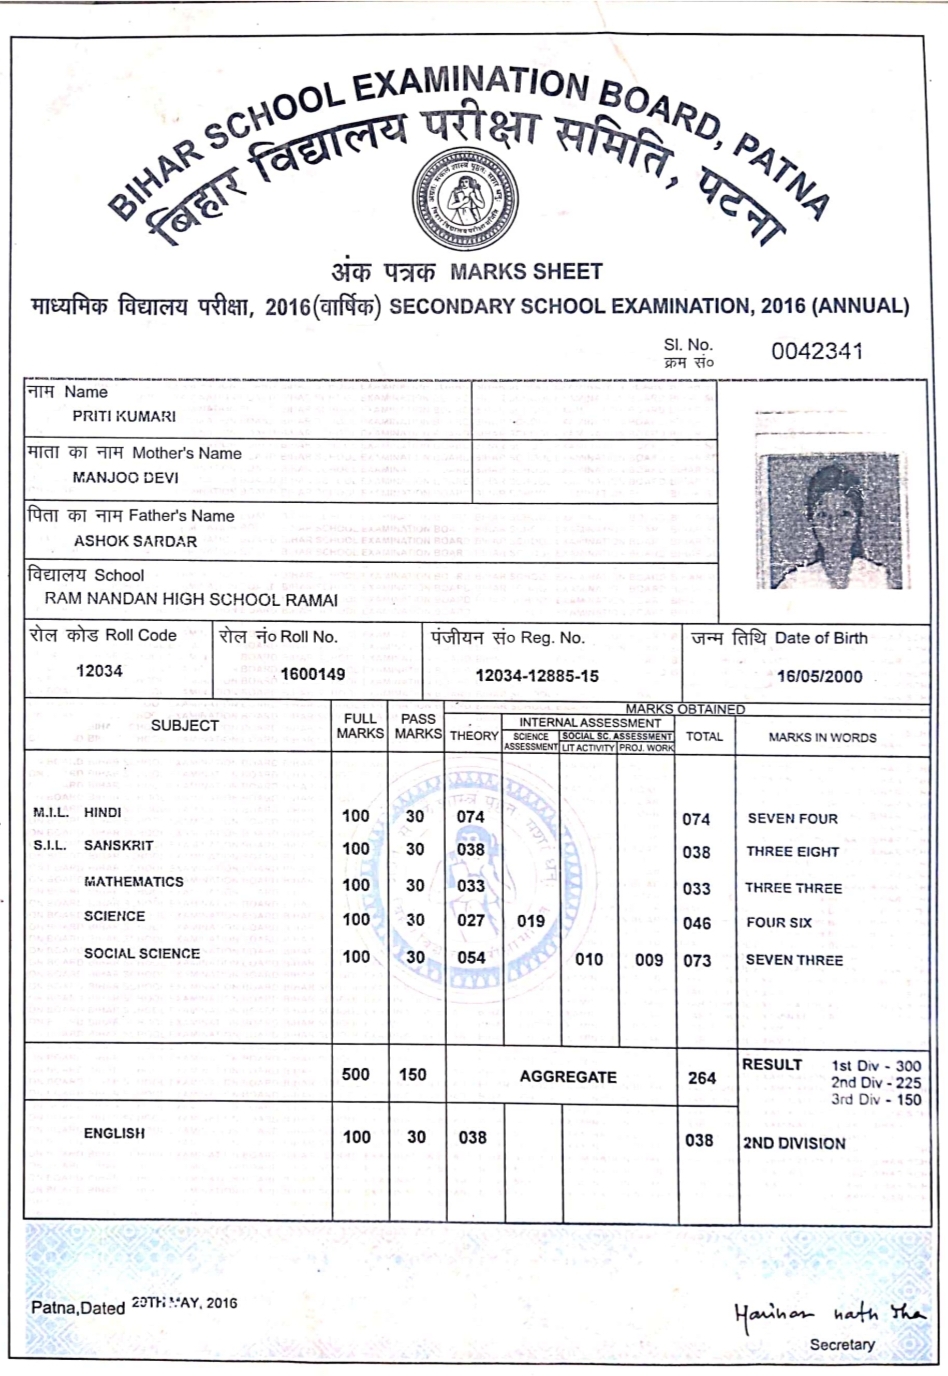 BIHAR SCHOOL EXAMINATION BOARD, PATNA
बिहार विद्यालय परीक्षा समिति, पटना
अंक पत्रक MARKS SHEET
माध्यमिक विद्यालय परीक्षा, 2016(वार्षिक) SECONDARY SCHOOL EXAMINATION, 2016 (ANNUAL)
Sl. No. 0042341
क्रम सं०
नाम Name
PRITI KUMARI
माता का नाम Mother's Name
MANJOO DEVI
पिता का नाम Father's Name
ASHOK SARDAR
विद्यालय School
RAM NANDAN HIGH SCHOOL RAMAI
रोल कोड Roll Code रोल नं० Roll No. पंजीयन सं० Reg. No. जन्म तिथि Date of Birth
12034 1600149 12034-12885-15 16/05/2000
MARKS OBTAINED
SUBJECT FULL MARKS PASS MARKS THEORY INTERNAL ASSESSMENT TOTAL MARKS IN WORDS
SCIENCE ASSESSMENT SOCIAL SC. ASSESSMENT
LIT ACTIVITY PROJ. WORK
M.I.L. HINDI 100 30 074 074 SEVEN FOUR
S.I.L. SANSKRIT 100 30 038 038 THREE EIGHT
MATHEMATICS 100 30 033 033 THREE THREE
SCIENCE 100 30 027 019 046 FOUR SIX
SOCIAL SCIENCE 100 30 054 010 009 073 SEVEN THREE
500 150 AGGREGATE 264 RESULT 1st Div - 300
2nd Div - 225
3rd Div - 150
ENGLISH 100 30 038 038 2ND DIVISION
Patna,Dated MAY, 2016
Harihar nath Jha
Secretary